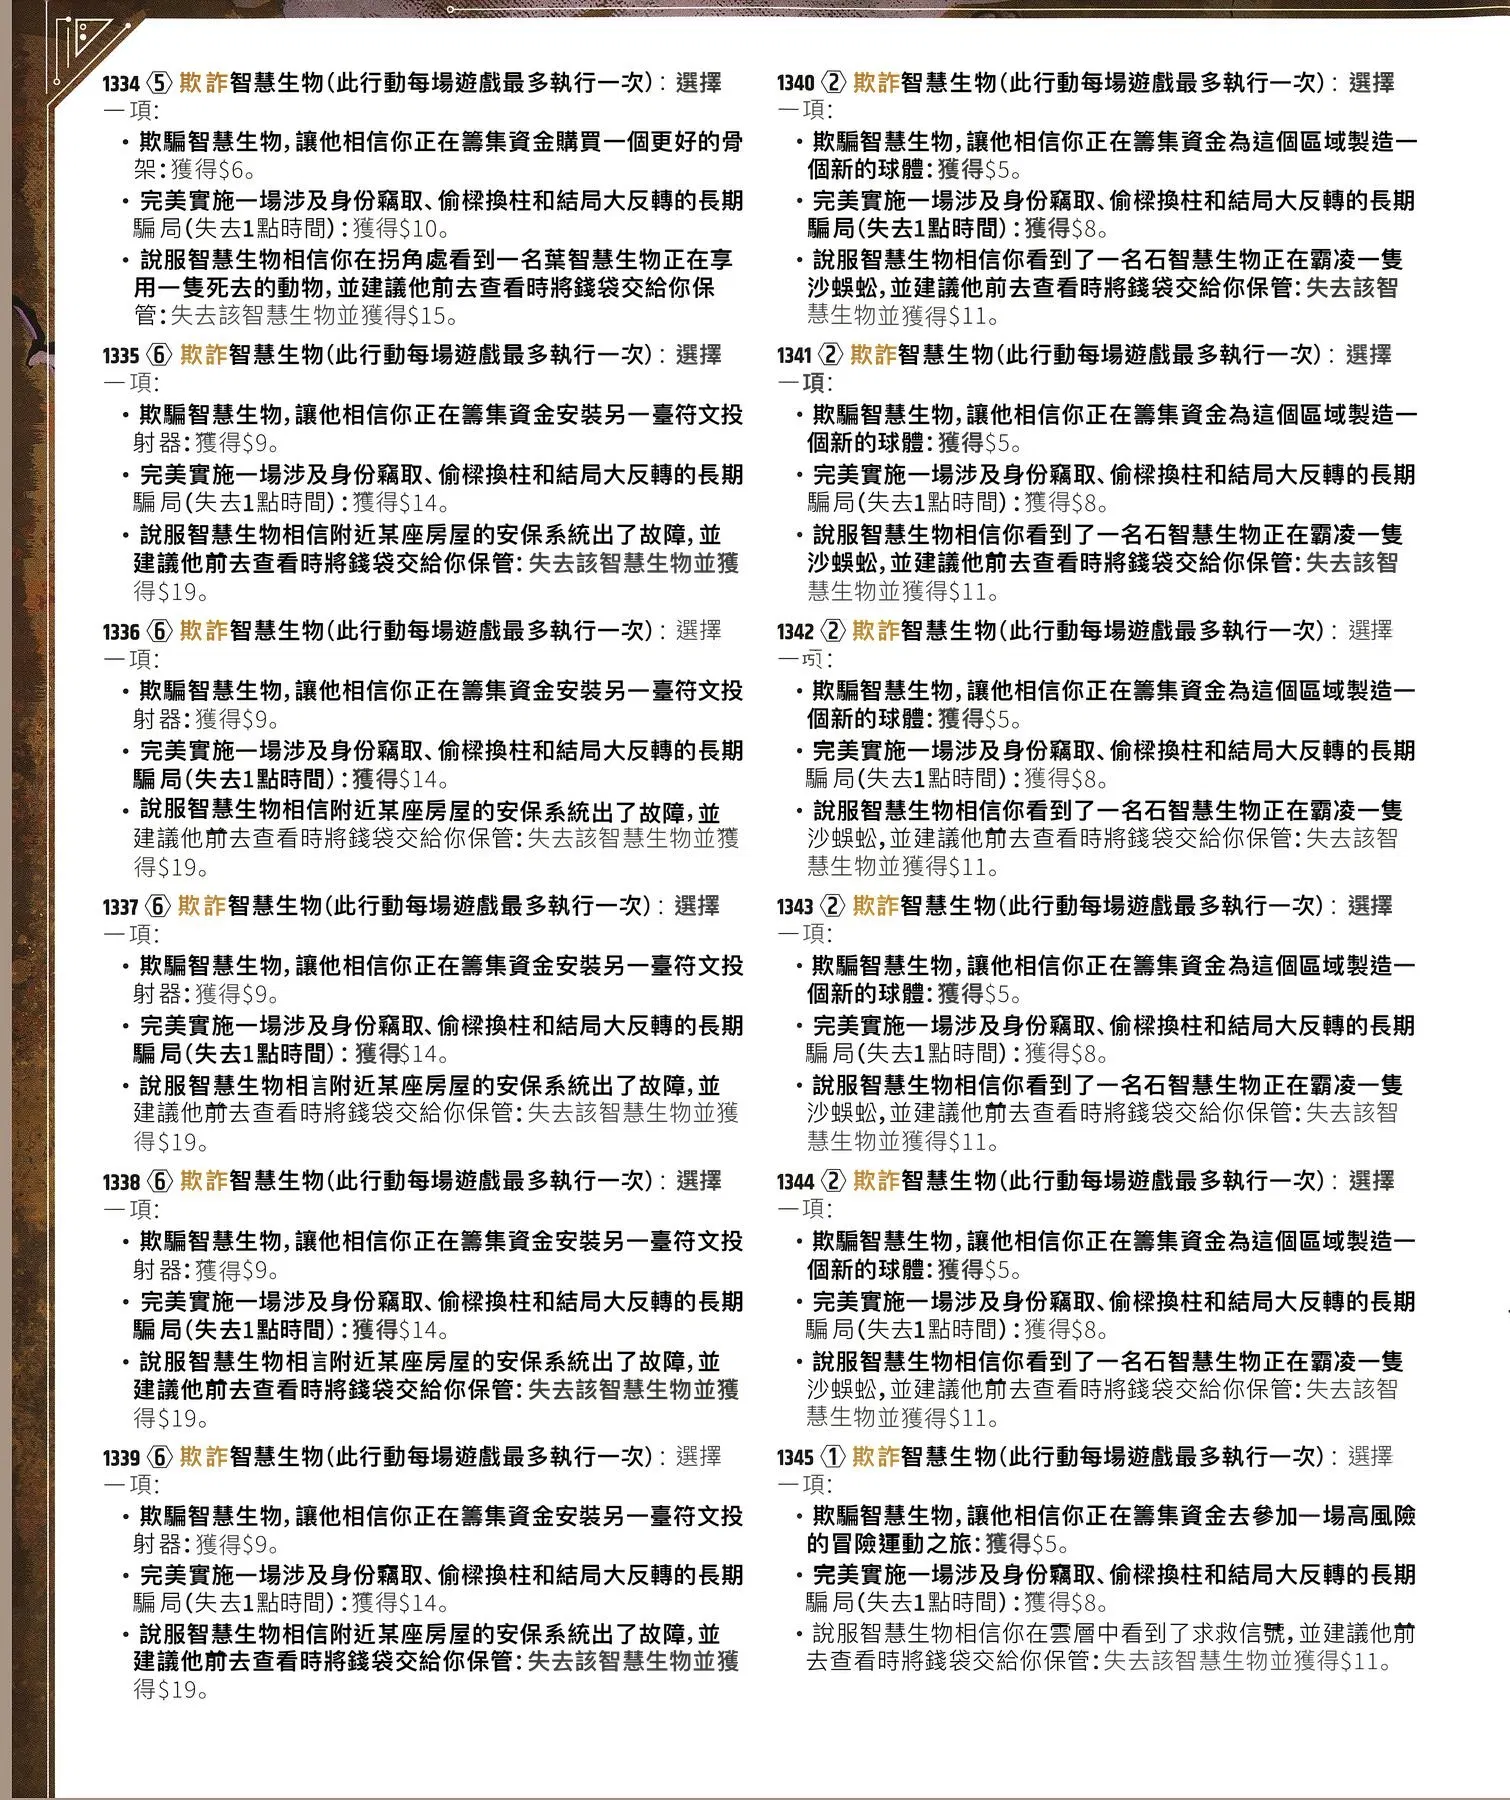 1334 5 欺詐智慧生物(此行動每場遊戲最多執行一次)：選擇
一項：
• 欺騙智慧生物，讓他相信你正在籌集資金購買一個更好的骨
架：獲得$6。
• 完美實施一場涉及身份竊取、偷樑換柱和結局大反轉的長期
騙局(失去1點時間)：獲得$10。
• 說服智慧生物相信你在拐角處看到一名葉智慧生物正在享
用一隻死去的動物，並建議他前去查看時將錢袋交給你保
管：失去該智慧生物並獲得$15。
1335 6 欺詐智慧生物(此行動每場遊戲最多執行一次)：選擇
一項：
• 欺騙智慧生物，讓他相信你正在籌集資金安裝另一臺符文投
射器：獲得$9。
• 完美實施一場涉及身份竊取、偷樑換柱和結局大反轉的長期
騙局(失去1點時間)：獲得$14。
• 說服智慧生物相信附近某座房屋的安保系統出了故障，並
建議他前去查看時將錢袋交給你保管：失去該智慧生物並獲
得$19。
1336 6 欺詐智慧生物(此行動每場遊戲最多執行一次)：選擇
一項：
• 欺騙智慧生物，讓他相信你正在籌集資金安裝另一臺符文投
射器：獲得$9。
• 完美實施一場涉及身份竊取、偷樑換柱和結局大反轉的長期
騙局(失去1點時間)：獲得$14。
• 說服智慧生物相信附近某座房屋的安保系統出了故障，並
建議他前去查看時將錢袋交給你保管：失去該智慧生物並獲
得$19。
1337 6 欺詐智慧生物(此行動每場遊戲最多執行一次)：選擇
一項：
• 欺騙智慧生物，讓他相信你正在籌集資金安裝另一臺符文投
射器：獲得$9。
• 完美實施一場涉及身份竊取、偷樑換柱和結局大反轉的長期
騙局(失去1點時間)：獲得$14。
• 說服智慧生物相信附近某座房屋的安保系統出了故障，並
建議他前去查看時將錢袋交給你保管：失去該智慧生物並獲
得$19。
1338 6 欺詐智慧生物(此行動每場遊戲最多執行一次)：選擇
一項：
• 欺騙智慧生物，讓他相信你正在籌集資金安裝另一臺符文投
射器：獲得$9。
• 完美實施一場涉及身份竊取、偷樑換柱和結局大反轉的長期
騙局(失去1點時間)：獲得$14。
• 說服智慧生物相信附近某座房屋的安保系統出了故障，並
建議他前去查看時將錢袋交給你保管：失去該智慧生物並獲
得$19。
1339 6 欺詐智慧生物(此行動每場遊戲最多執行一次)：選擇
一項：
• 欺騙智慧生物，讓他相信你正在籌集資金安裝另一臺符文投
射器：獲得$9。
• 完美實施一場涉及身份竊取、偷樑換柱和結局大反轉的長期
騙局(失去1點時間)：獲得$14。
• 說服智慧生物相信附近某座房屋的安保系統出了故障，並
建議他前去查看時將錢袋交給你保管：失去該智慧生物並獲
得$19。
1340 2 欺詐智慧生物(此行動每場遊戲最多執行一次)：選擇
一項：
• 欺騙智慧生物，讓他相信你正在籌集資金為這個區域製造一
個新的球體：獲得$5。
• 完美實施一場涉及身份竊取、偷樑換柱和結局大反轉的長期
騙局(失去1點時間)：獲得$8。
• 說服智慧生物相信你看到了一名石智慧生物正在霸凌一隻
沙蜈蚣，並建議他前去查看時將錢袋交給你保管：失去該智
慧生物並獲得$11。
1341 2 欺詐智慧生物(此行動每場遊戲最多執行一次)：選擇
一項：
• 欺騙智慧生物，讓他相信你正在籌集資金為這個區域製造一
個新的球體：獲得$5。
• 完美實施一場涉及身份竊取、偷樑換柱和結局大反轉的長期
騙局(失去1點時間)：獲得$8。
• 說服智慧生物相信你看到了一名石智慧生物正在霸凌一隻
沙蜈蚣，並建議他前去查看時將錢袋交給你保管：失去該智
慧生物並獲得$11。
1342 2 欺詐智慧生物(此行動每場遊戲最多執行一次)：選擇
一項：
• 欺騙智慧生物，讓他相信你正在籌集資金為這個區域製造一
個新的球體：獲得$5。
• 完美實施一場涉及身份竊取、偷樑換柱和結局大反轉的長期
騙局(失去1點時間)：獲得$8。
• 說服智慧生物相信你看到了一名石智慧生物正在霸凌一隻
沙蜈蚣，並建議他前去查看時將錢袋交給你保管：失去該智
慧生物並獲得$11。
1343 2 欺詐智慧生物(此行動每場遊戲最多執行一次)：選擇
一項：
• 欺騙智慧生物，讓他相信你正在籌集資金為這個區域製造一
個新的球體：獲得$5。
• 完美實施一場涉及身份竊取、偷樑換柱和結局大反轉的長期
騙局(失去1點時間)：獲得$8。
• 說服智慧生物相信你看到了一名石智慧生物正在霸凌一隻
沙蜈蚣，並建議他前去查看時將錢袋交給你保管：失去該智
慧生物並獲得$11。
1344 2 欺詐智慧生物(此行動每場遊戲最多執行一次)：選擇
一項：
• 欺騙智慧生物，讓他相信你正在籌集資金為這個區域製造一
個新的球體：獲得$5。
• 完美實施一場涉及身份竊取、偷樑換柱和結局大反轉的長期
騙局(失去1點時間)：獲得$8。
• 說服智慧生物相信你看到了一名石智慧生物正在霸凌一隻
沙蜈蚣，並建議他前去查看時將錢袋交給你保管：失去該智
慧生物並獲得$11。
1345 1 欺詐智慧生物(此行動每場遊戲最多執行一次)：選擇
一項：
• 欺騙智慧生物，讓他相信你正在籌集資金去參加一場高風險
的冒險運動之旅：獲得$5。
• 完美實施一場涉及身份竊取、偷樑換柱和結局大反轉的長期
騙局(失去1點時間)：獲得$8。
• 說服智慧生物相信你在雲層中看到了求救信號，並建議他前
去查看時將錢袋交給你保管：失去該智慧生物並獲得$11。